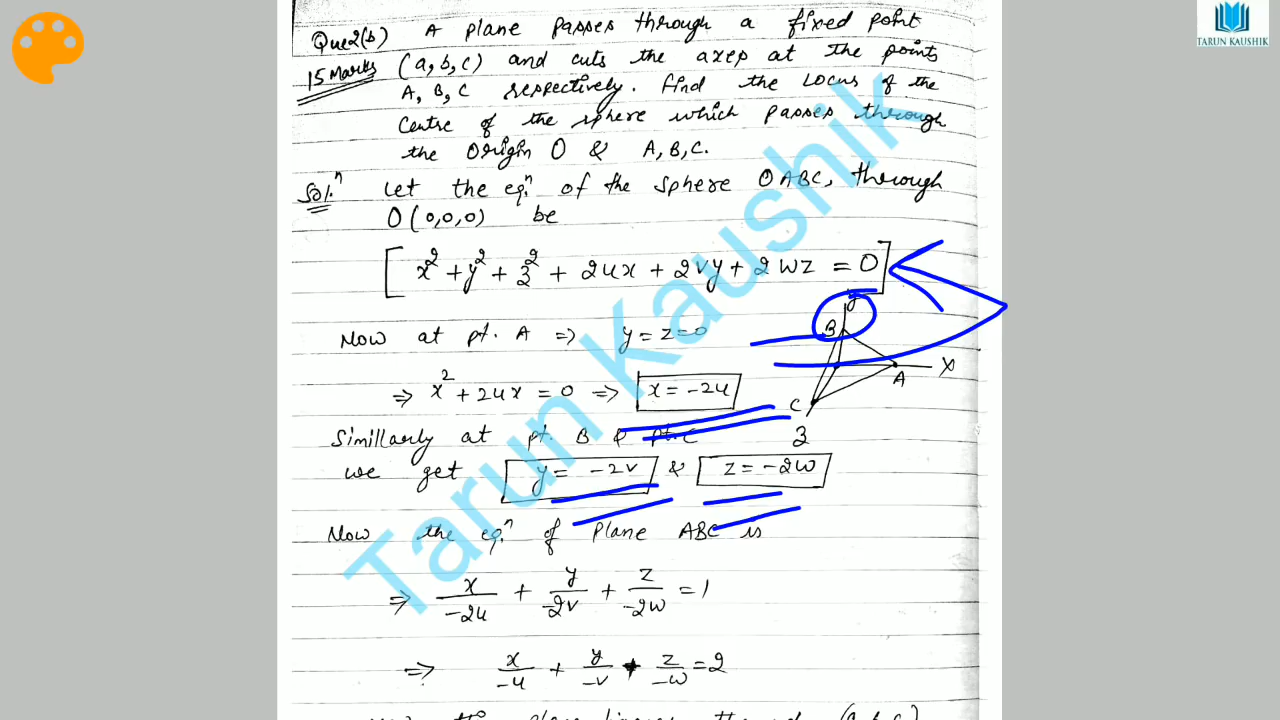 TARUN KAUSHIK
Que2(b) A plane passes through a fixed point
15 Marks (a,b,c) and cuts the axes at the points
A, B, C respectively. Find the Locus of the
Centre of the sphere which passes through
the Origin O & A, B, C.
Sol.ⁿ Let the eqⁿ of the sphere OABC, through
O(0,0,0) be
[ x² + y² + z² + 2ux + 2vy + 2wz = 0 ]
y
Now at pt. A => y = z = 0
B
A
X
=> x² + 2ux = 0 => x = -2u
C
Simillarly at pt. B & pt. C
z
we get y = -2v & z = -2w
Now the eqⁿ of Plane ABC is
=> x/-2u + y/-2v + z/-2w = 1
=> x/-u + y/-v + z/-w = 2
Tarun Kaushik